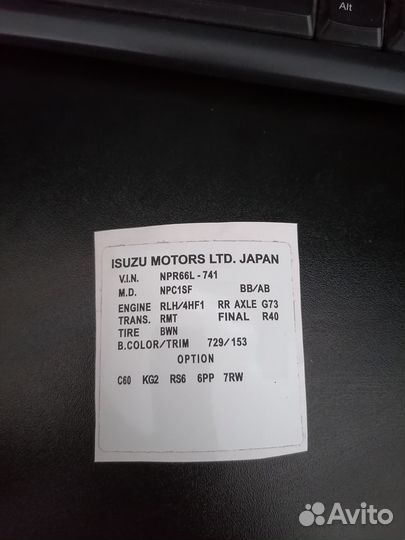 Alt
ISUZU MOTORS LTD. JAPAN
V.I.N. NPR66L - 741
M.D. NPC1SF BB/AB
ENGINE RLH/4HF1 RR AXLE G73
TRANS. RMT FINAL R40
TIRE BWN
B.COLOR/TRIM 729/153
OPTION
C60 KG2 RS6 6PP 7RW
Avito